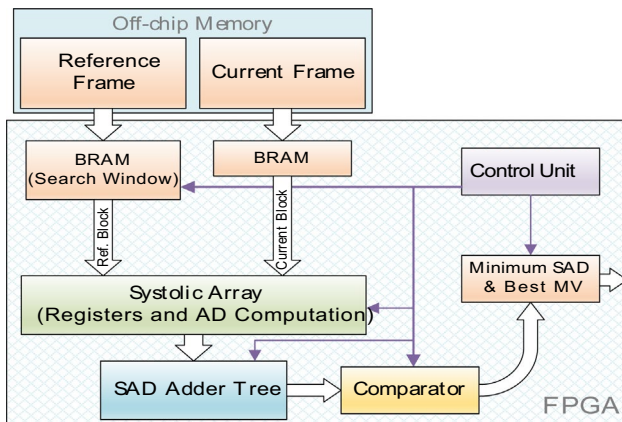 Off-chip Memory
Reference
Frame
Current Frame
BRAM
(Search Window)
BRAM
Control Unit
Ref. Block
Current Block
Systolic Array
(Registers and AD Computation)
Minimum SAD
& Best MV
SAD Adder Tree
Comparator
FPGA